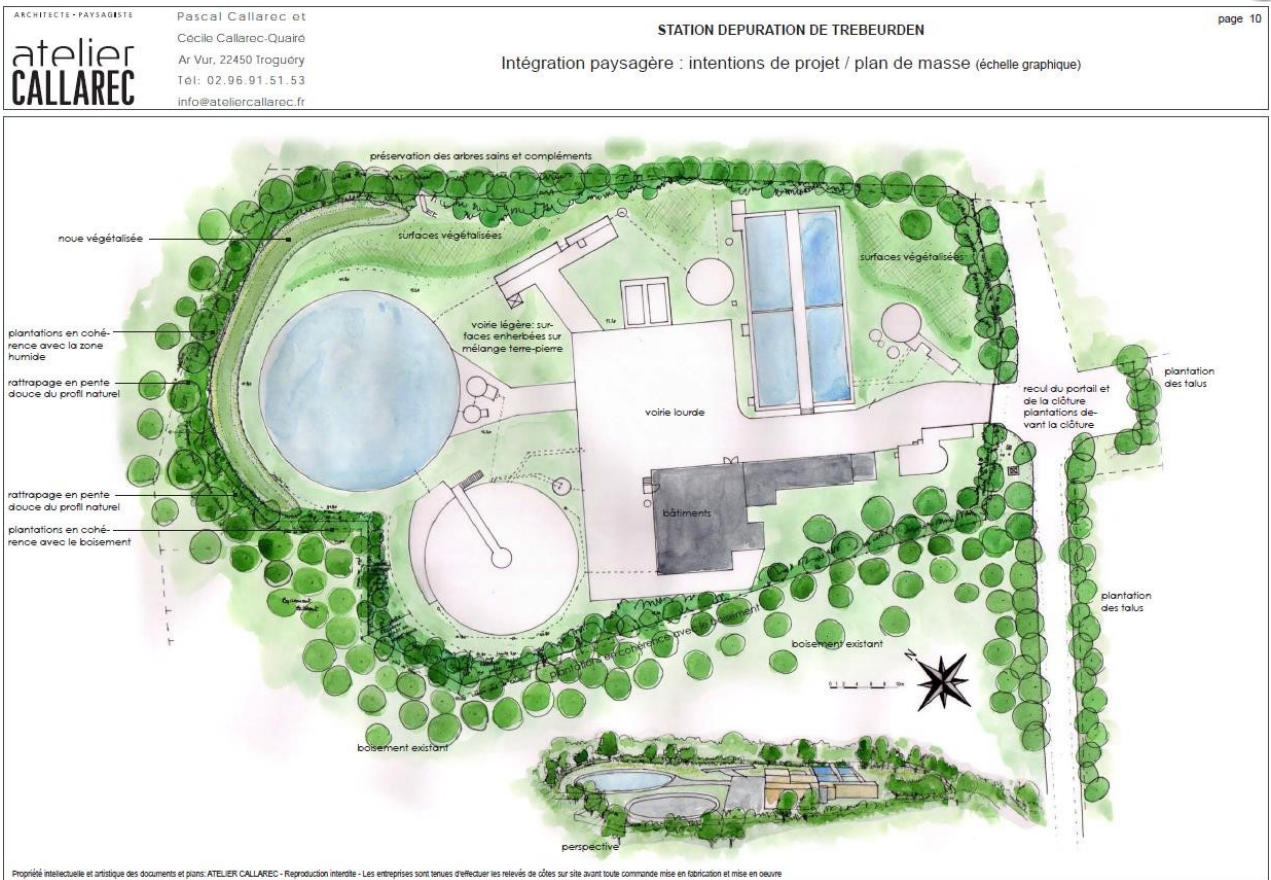 ARCHITECTE - PAYSAGISTE
atelier
CALLAREC
Pascal Callarec et
Cécile Callarec-Quairé
Ar Vur, 22450 Troguéry
Tél: 02.96.91.51.53
info@ateliercallarec.fr
STATION DEPURATION DE TREBEURDEN
Intégration paysagère : intentions de projet / plan de masse (échelle graphique)
page 10
préservation des arbres sains et compléments
noue végétalisée
surfaces végétalisées
surfaces végétalisées
plantations en cohé-
rence avec la zone
humide
voirie légère: sur-
faces enherbées sur
mélange terre-pierre
rattrapage en pente
douce du profil naturel
voirie lourde
recul du portail et
de la clôture
plantations de-
vant la clôture
plantation
des talus
rattrapage en pente
douce du profil naturel
plantations en cohé-
rence avec le boisement
bâtiments
plantation
des talus
plantations en cohérence avec le boisement
boisement existant
N
0 1 2 4 6 8 10m
boisement existant
perspective
Propriété intellectuelle et artistique des documents et plans: ATELIER CALLAREC - Reproduction interdite - Les entreprises sont tenues d'effectuer les relevés de côtes sur site avant toute commande mise en fabrication et mise en oeuvre